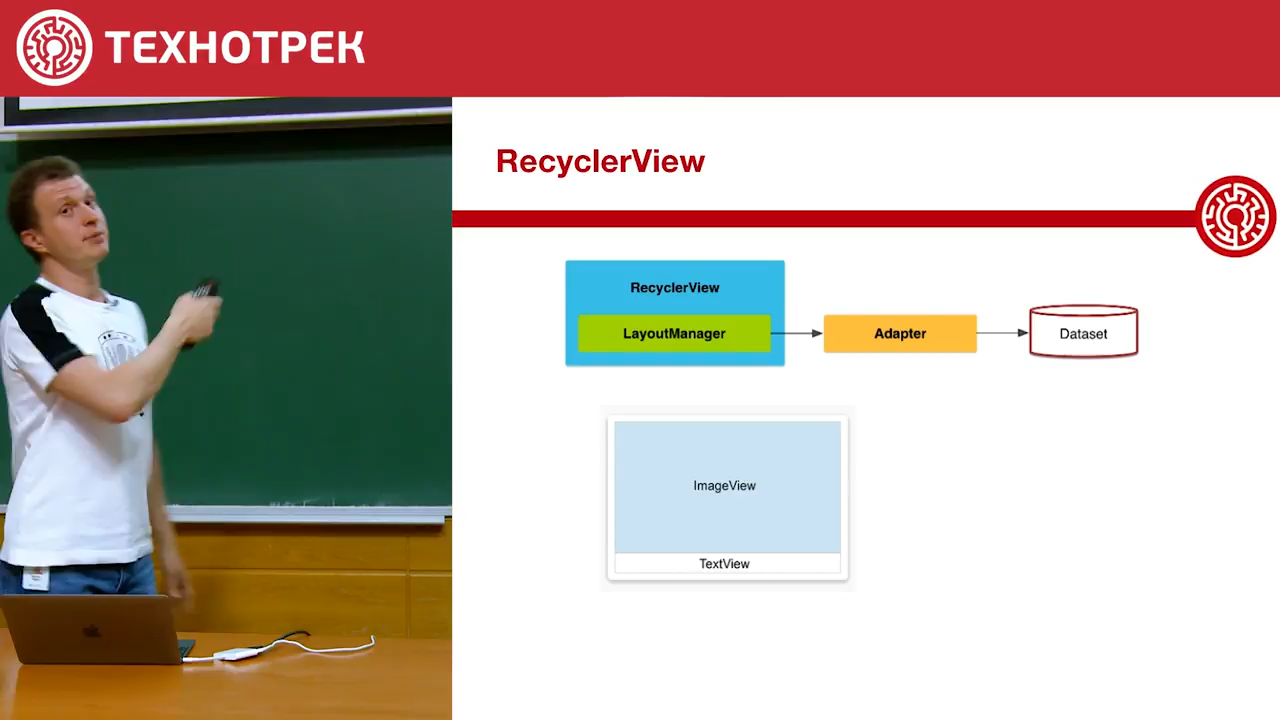 ТЕХНОТРЕК
RecyclerView
RecyclerView
LayoutManager
Adapter
Dataset
ImageView
TextView